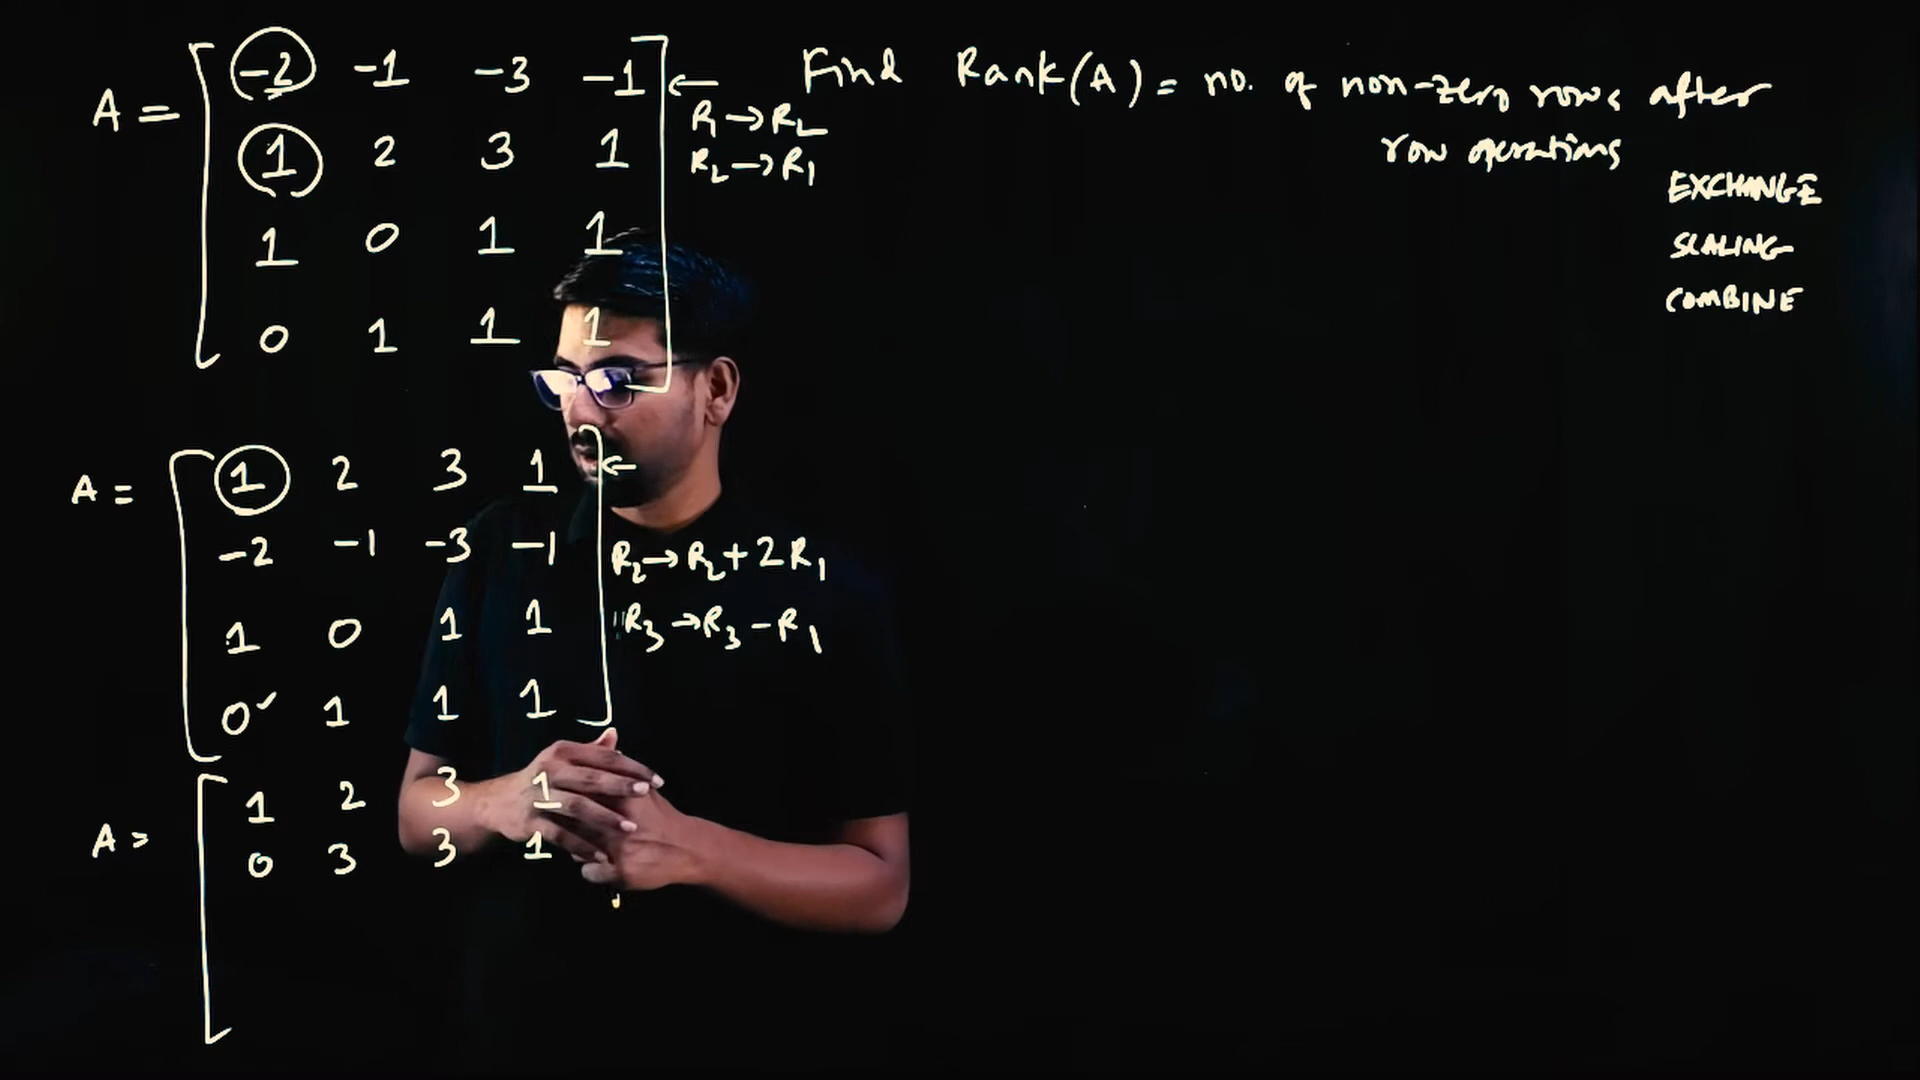 A = [ -2 -1 -3 -1 ] ← Find Rank(A) = no. of non-zero rows after
R1 → R2
row operations
1 2 3 1
R2 → R1
EXCHANGE
1 0 1 1
SCALING
COMBINE
0 1 1 1
A = [ 1 2 3 1 ] ←
-2 -1 -3 -1 R2 → R2 + 2R1
1 0 1 1 R3 → R3 - R1
0 1 1 1
A = [ 1 2 3 1
0 3 3 1